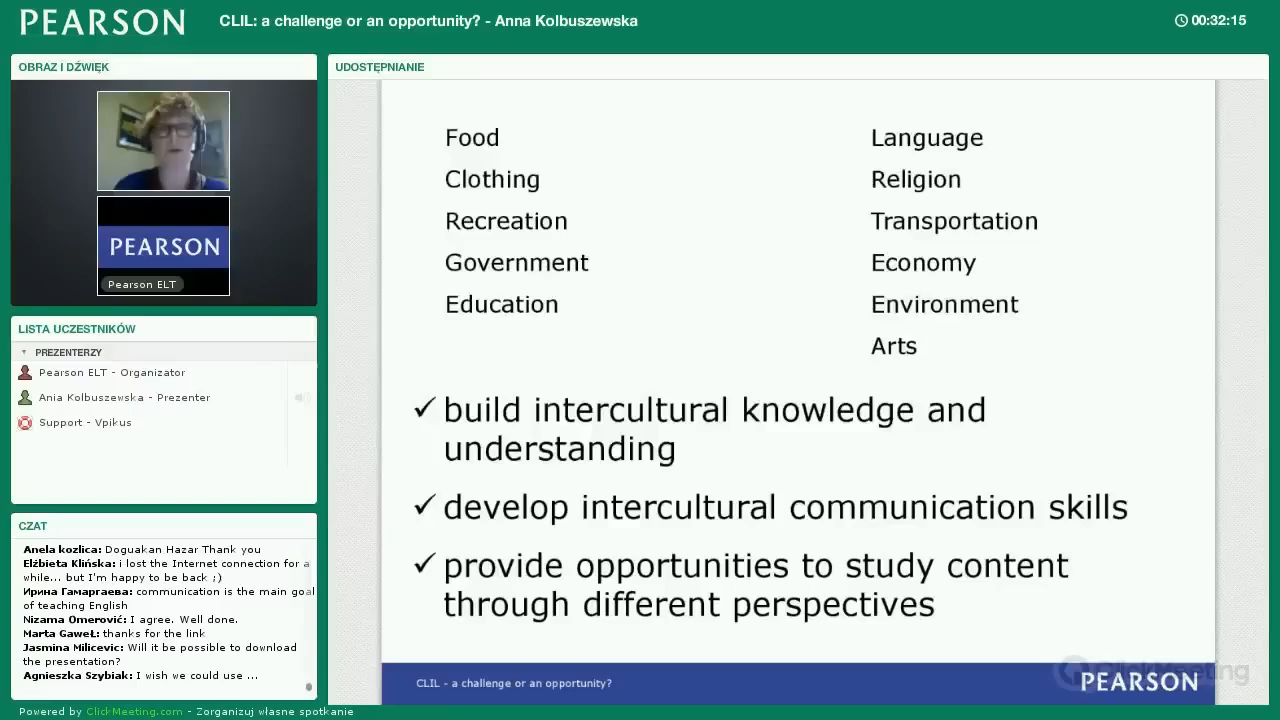 PEARSON
CLIL: a challenge or an opportunity? - Anna Kolbuszewska
00:32:15
OBRAZ I DŹWIĘK
PEARSON
Pearson ELT
LISTA UCZESTNIKÓW
PREZENTERZY
Pearson ELT - Organizator
Ania Kolbuszewska - Prezenter
Support - Vpikus
CZAT
Anela kozlica: Doguakan Hazar Thank you
Elżbieta Klińska: i lost the Internet connection for a
while... but I'm happy to be back ;)
Ирина Гамаргаева: communication is the main goal
of teaching English
Nizama Omerović: I agree. Well done.
Marta Gaweł: thanks for the link
Jasmina Milicevic: Will it be possible to download
the presentation?
Agnieszka Szybiak: I wish we could use ...
Powered by ClickMeeting.com - Zorganizuj własne spotkanie
UDOSTĘPNIANIE
Food
Clothing
Recreation
Government
Education
Language
Religion
Transportation
Economy
Environment
Arts
✓ build intercultural knowledge and
understanding
✓ develop intercultural communication skills
✓ provide opportunities to study content
through different perspectives
CLIL - a challenge or an opportunity?
ClickMeeting
PEARSON